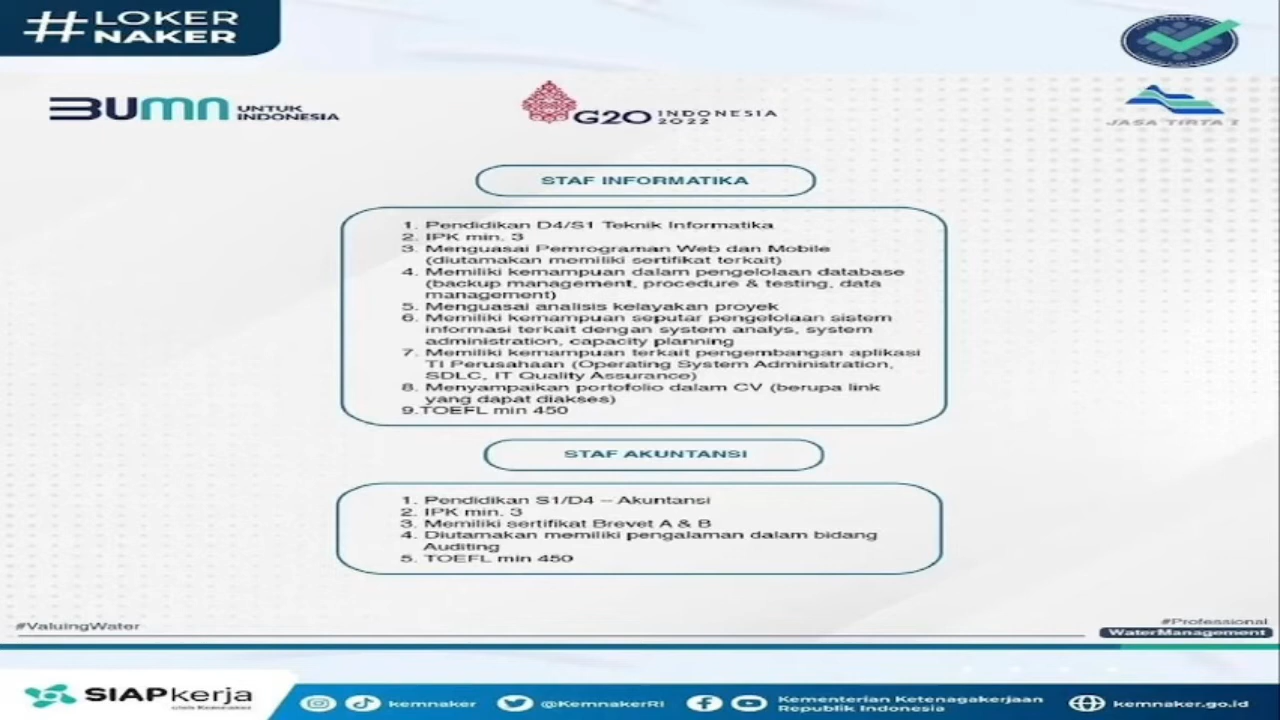 #LOKER
NAKER
BUMN UNTUK
INDONESIA
G20 INDONESIA
2022
JASA TIRTA I
STAF INFORMATIKA
1. Pendidikan D4/S1 Teknik Informatika
2. IPK min. 3
3. Menguasai Pemrograman Web dan Mobile
(diutamakan memiliki sertifikat terkait)
4. Memiliki kemampuan dalam pengelolaan database
(backup management, procedure & testing, data
management)
5. Menguasai analisis kelayakan proyek
6. Memiliki kemampuan seputar pengelolaan sistem
informasi terkait dengan system analys, system
administration, capacity planning
7. Memiliki kemampuan terkait pengembangan aplikasi
TI Perusahaan (Operating System Administration,
SDLC, IT Quality Assurance)
8. Menyampaikan portofolio dalam CV (berupa link
yang dapat diakses)
9.TOEFL min 450
STAF AKUNTANSI
1. Pendidikan S1/D4 – Akuntansi
2. IPK min. 3
3. Memiliki sertifikat Brevet A & B
4. Diutamakan memiliki pengalaman dalam bidang
Auditing
5. TOEFL min 450
#ValuingWater
#Professional
WaterManagement
SIAPkerja
kemnaker
@KemnakerRI
Kementerian Ketenagakerjaan
Republik Indonesia
kemnaker.go.id